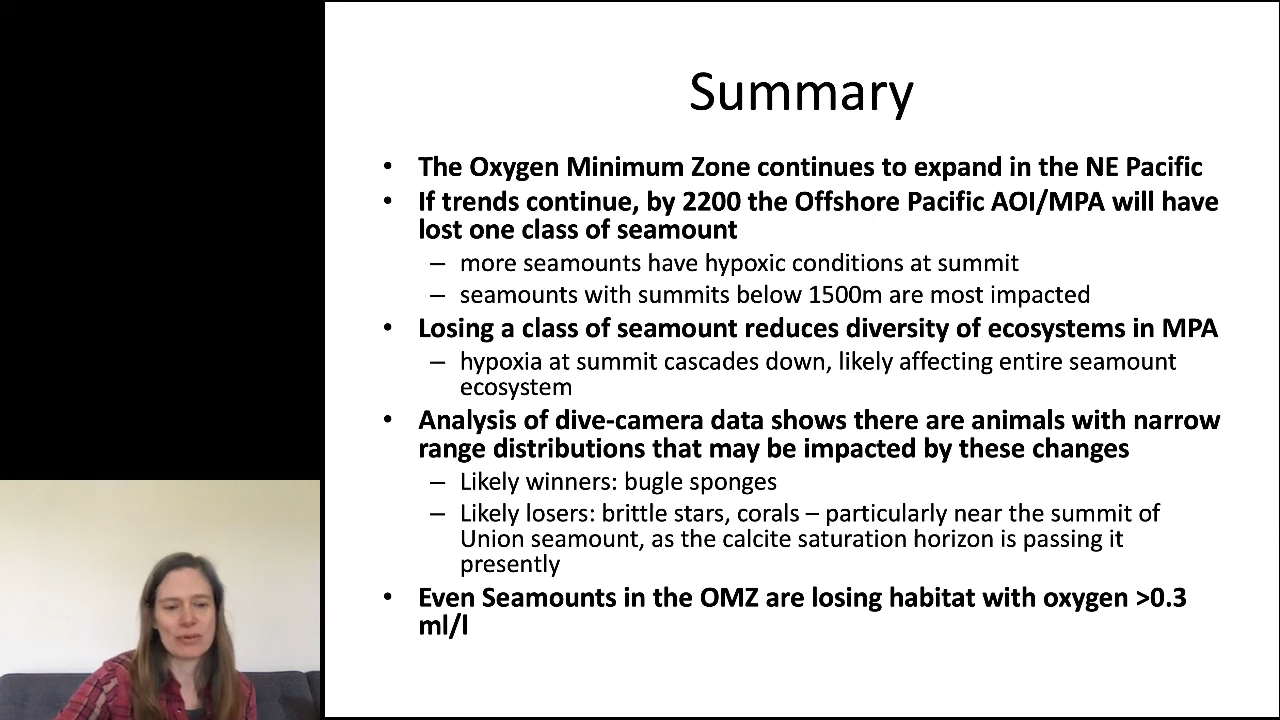 Summary
• The Oxygen Minimum Zone continues to expand in the NE Pacific
• If trends continue, by 2200 the Offshore Pacific AOI/MPA will have
lost one class of seamount
– more seamounts have hypoxic conditions at summit
– seamounts with summits below 1500m are most impacted
• Losing a class of seamount reduces diversity of ecosystems in MPA
– hypoxia at summit cascades down, likely affecting entire seamount
ecosystem
• Analysis of dive-camera data shows there are animals with narrow
range distributions that may be impacted by these changes
– Likely winners: bugle sponges
– Likely losers: brittle stars, corals – particularly near the summit of
Union seamount, as the calcite saturation horizon is passing it
presently
• Even Seamounts in the OMZ are losing habitat with oxygen >0.3
ml/l